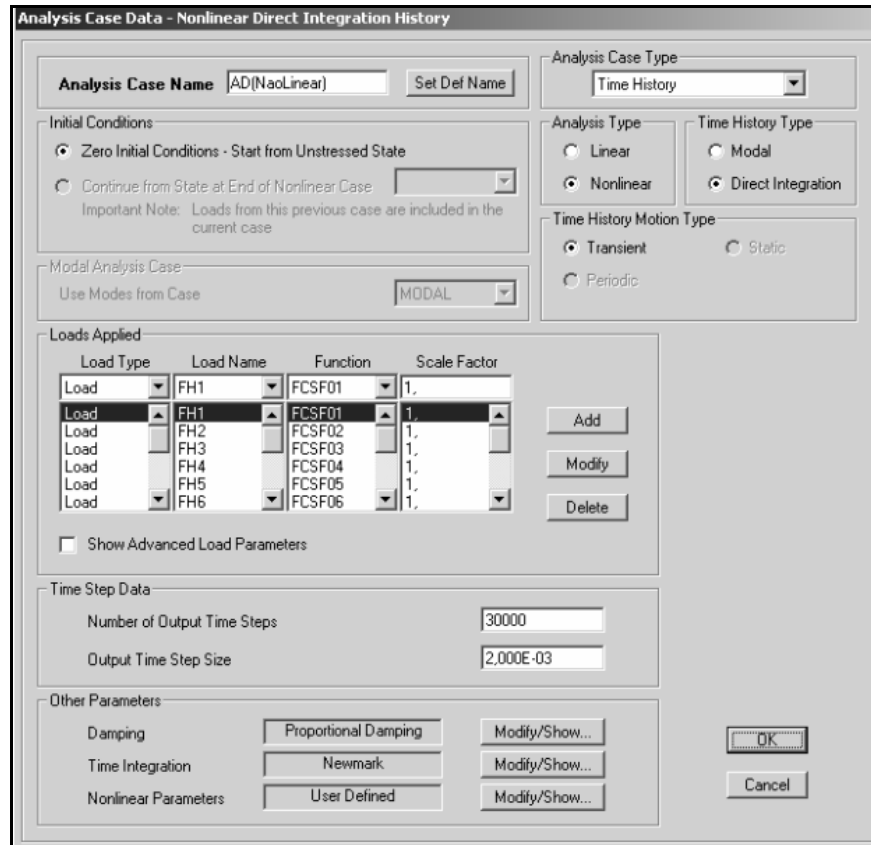 Analysis Case Data - Nonlinear Direct Integration History
Analysis Case Name AD(NaoLinear) Set Def Name
Analysis Case Type
Time History
Initial Conditions
Zero Initial Conditions - Start from Unstressed State
Continue from State at End of Nonlinear Case
Important Note: Loads from this previous case are included in the
current case
Analysis Type
Linear
Nonlinear
Time History Type
Modal
Direct Integration
Time History Motion Type
Transient Static
Periodic
Modal Analysis Case
Use Modes from Case MODAL
Loads Applied
Load Type Load Name Function Scale Factor
Load FH1 FCSF01 1,
Load FH1 FCSF01 1,
Load FH2 FCSF02 1,
Load FH3 FCSF03 1,
Load FH4 FCSF04 1,
Load FH5 FCSF05 1,
Load FH6 FCSF06 1,
Add
Modify
Delete
Show Advanced Load Parameters
Time Step Data
Number of Output Time Steps 30000
Output Time Step Size 2,000E-03
Other Parameters
Damping Proportional Damping Modify/Show...
Time Integration Newmark Modify/Show...
Nonlinear Parameters User Defined Modify/Show...
OK
Cancel